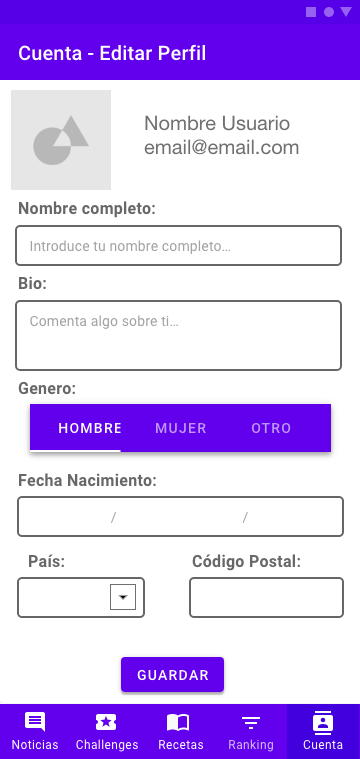 Cuenta - Editar Perfil
Nombre Usuario
email@email.com
Nombre completo:
Introduce tu nombre completo...
Bio:
Comenta algo sobre ti...
Genero:
HOMBRE MUJER OTRO
Fecha Nacimiento:
/ /
País: Código Postal:
GUARDAR
Noticias Challenges Recetas Ranking Cuenta